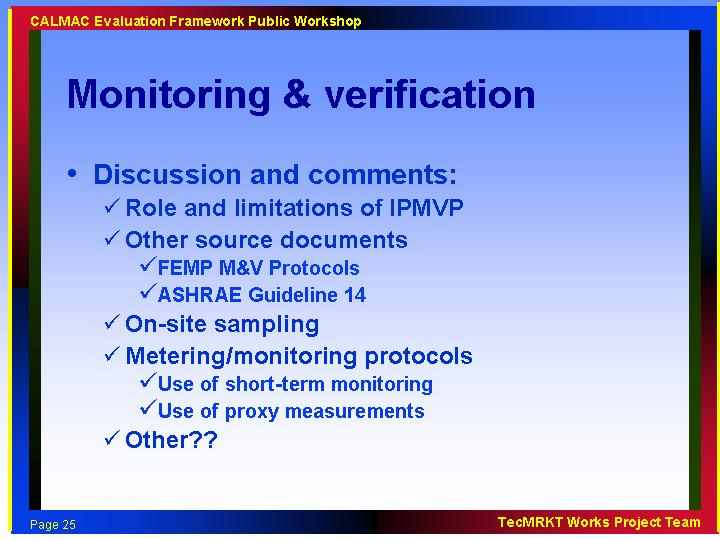 CALMAC Evaluation Framework Public Workshop
Monitoring & verification
• Discussion and comments:
✓ Role and limitations of IPMVP
✓ Other source documents
✓FEMP M&V Protocols
✓ASHRAE Guideline 14
✓ On-site sampling
✓ Metering/monitoring protocols
✓Use of short-term monitoring
✓Use of proxy measurements
✓ Other? ?
Page 25
TecMRKT Works Project Team